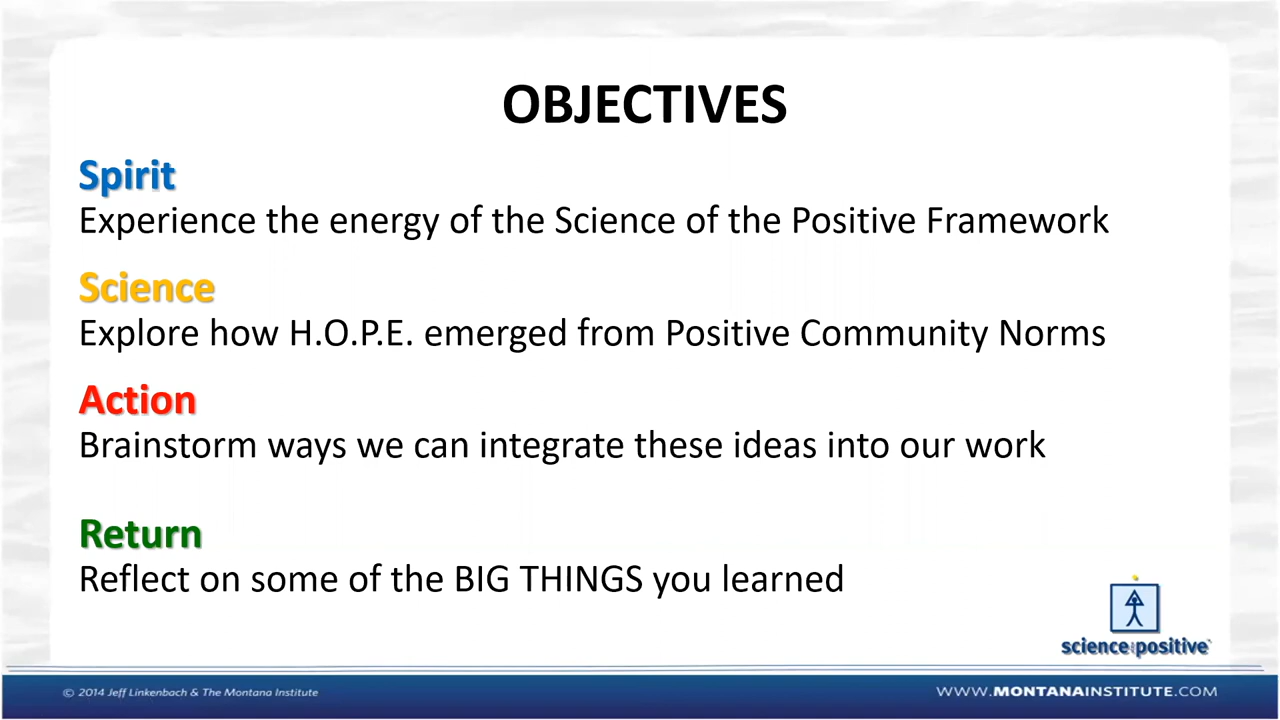 OBJECTIVES
Spirit
Experience the energy of the Science of the Positive Framework
Science
Explore how H.O.P.E. emerged from Positive Community Norms
Action
Brainstorm ways we can integrate these ideas into our work
Return
Reflect on some of the BIG THINGS you learned
science positive
© 2014 Jeff Linkenbach & The Montana Institute
WWW.MONTANAINSTITUTE.COM